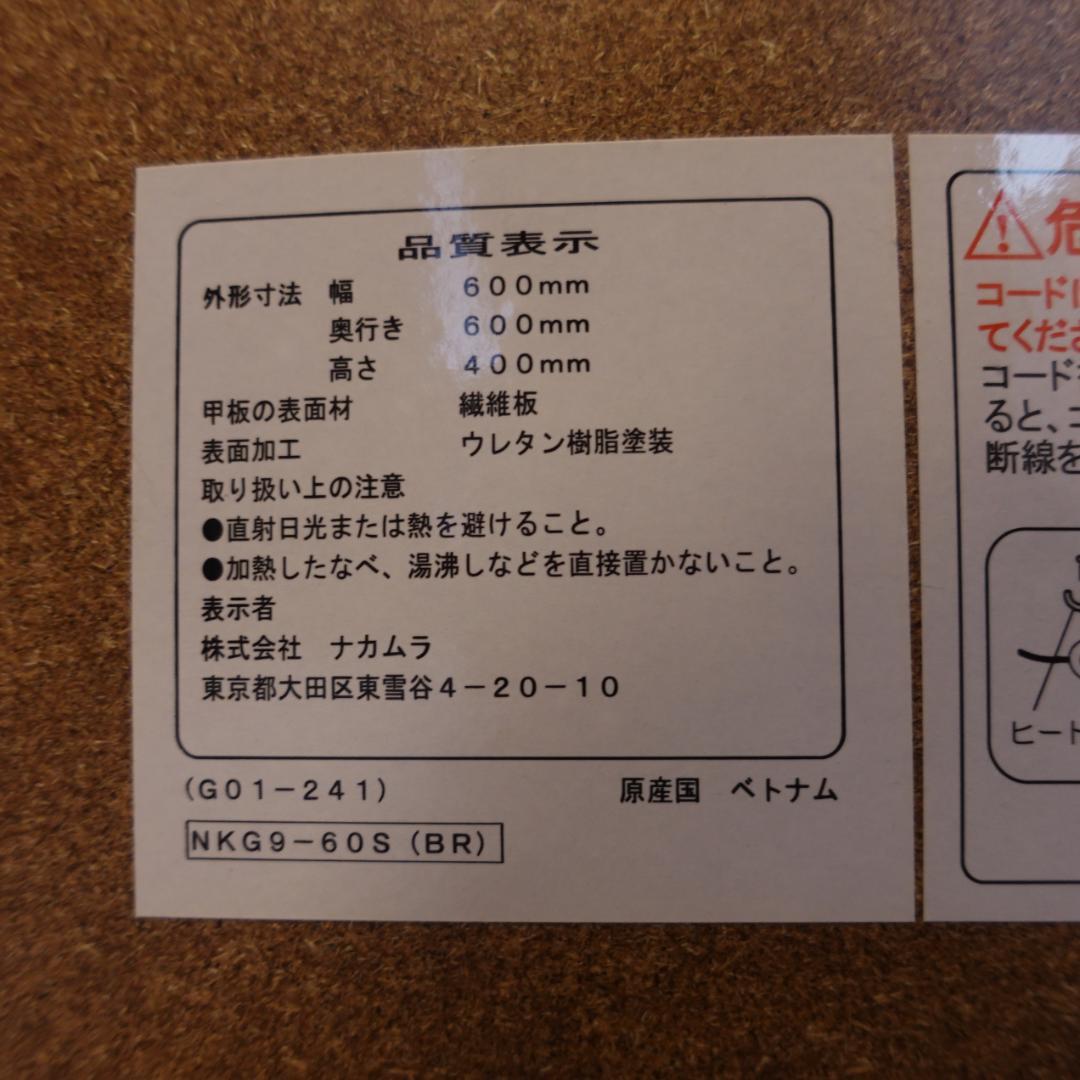 品質表示
外形寸法 幅 600mm
奥行き 600mm
高さ 400mm
甲板の表面材 繊維板
表面加工 ウレタン樹脂塗装
取り扱い上の注意
●直射日光または熱を避けること。
●加熱したなべ、湯沸しなどを直接置かないこと。
表示者
株式会社 ナカムラ
東京都大田区東雪谷4-20-10
(G01-241) 原産国 ベトナム
NKG9-60S(BR)
危
コード
てくださ
コード
ると、コ
断線を
ヒート